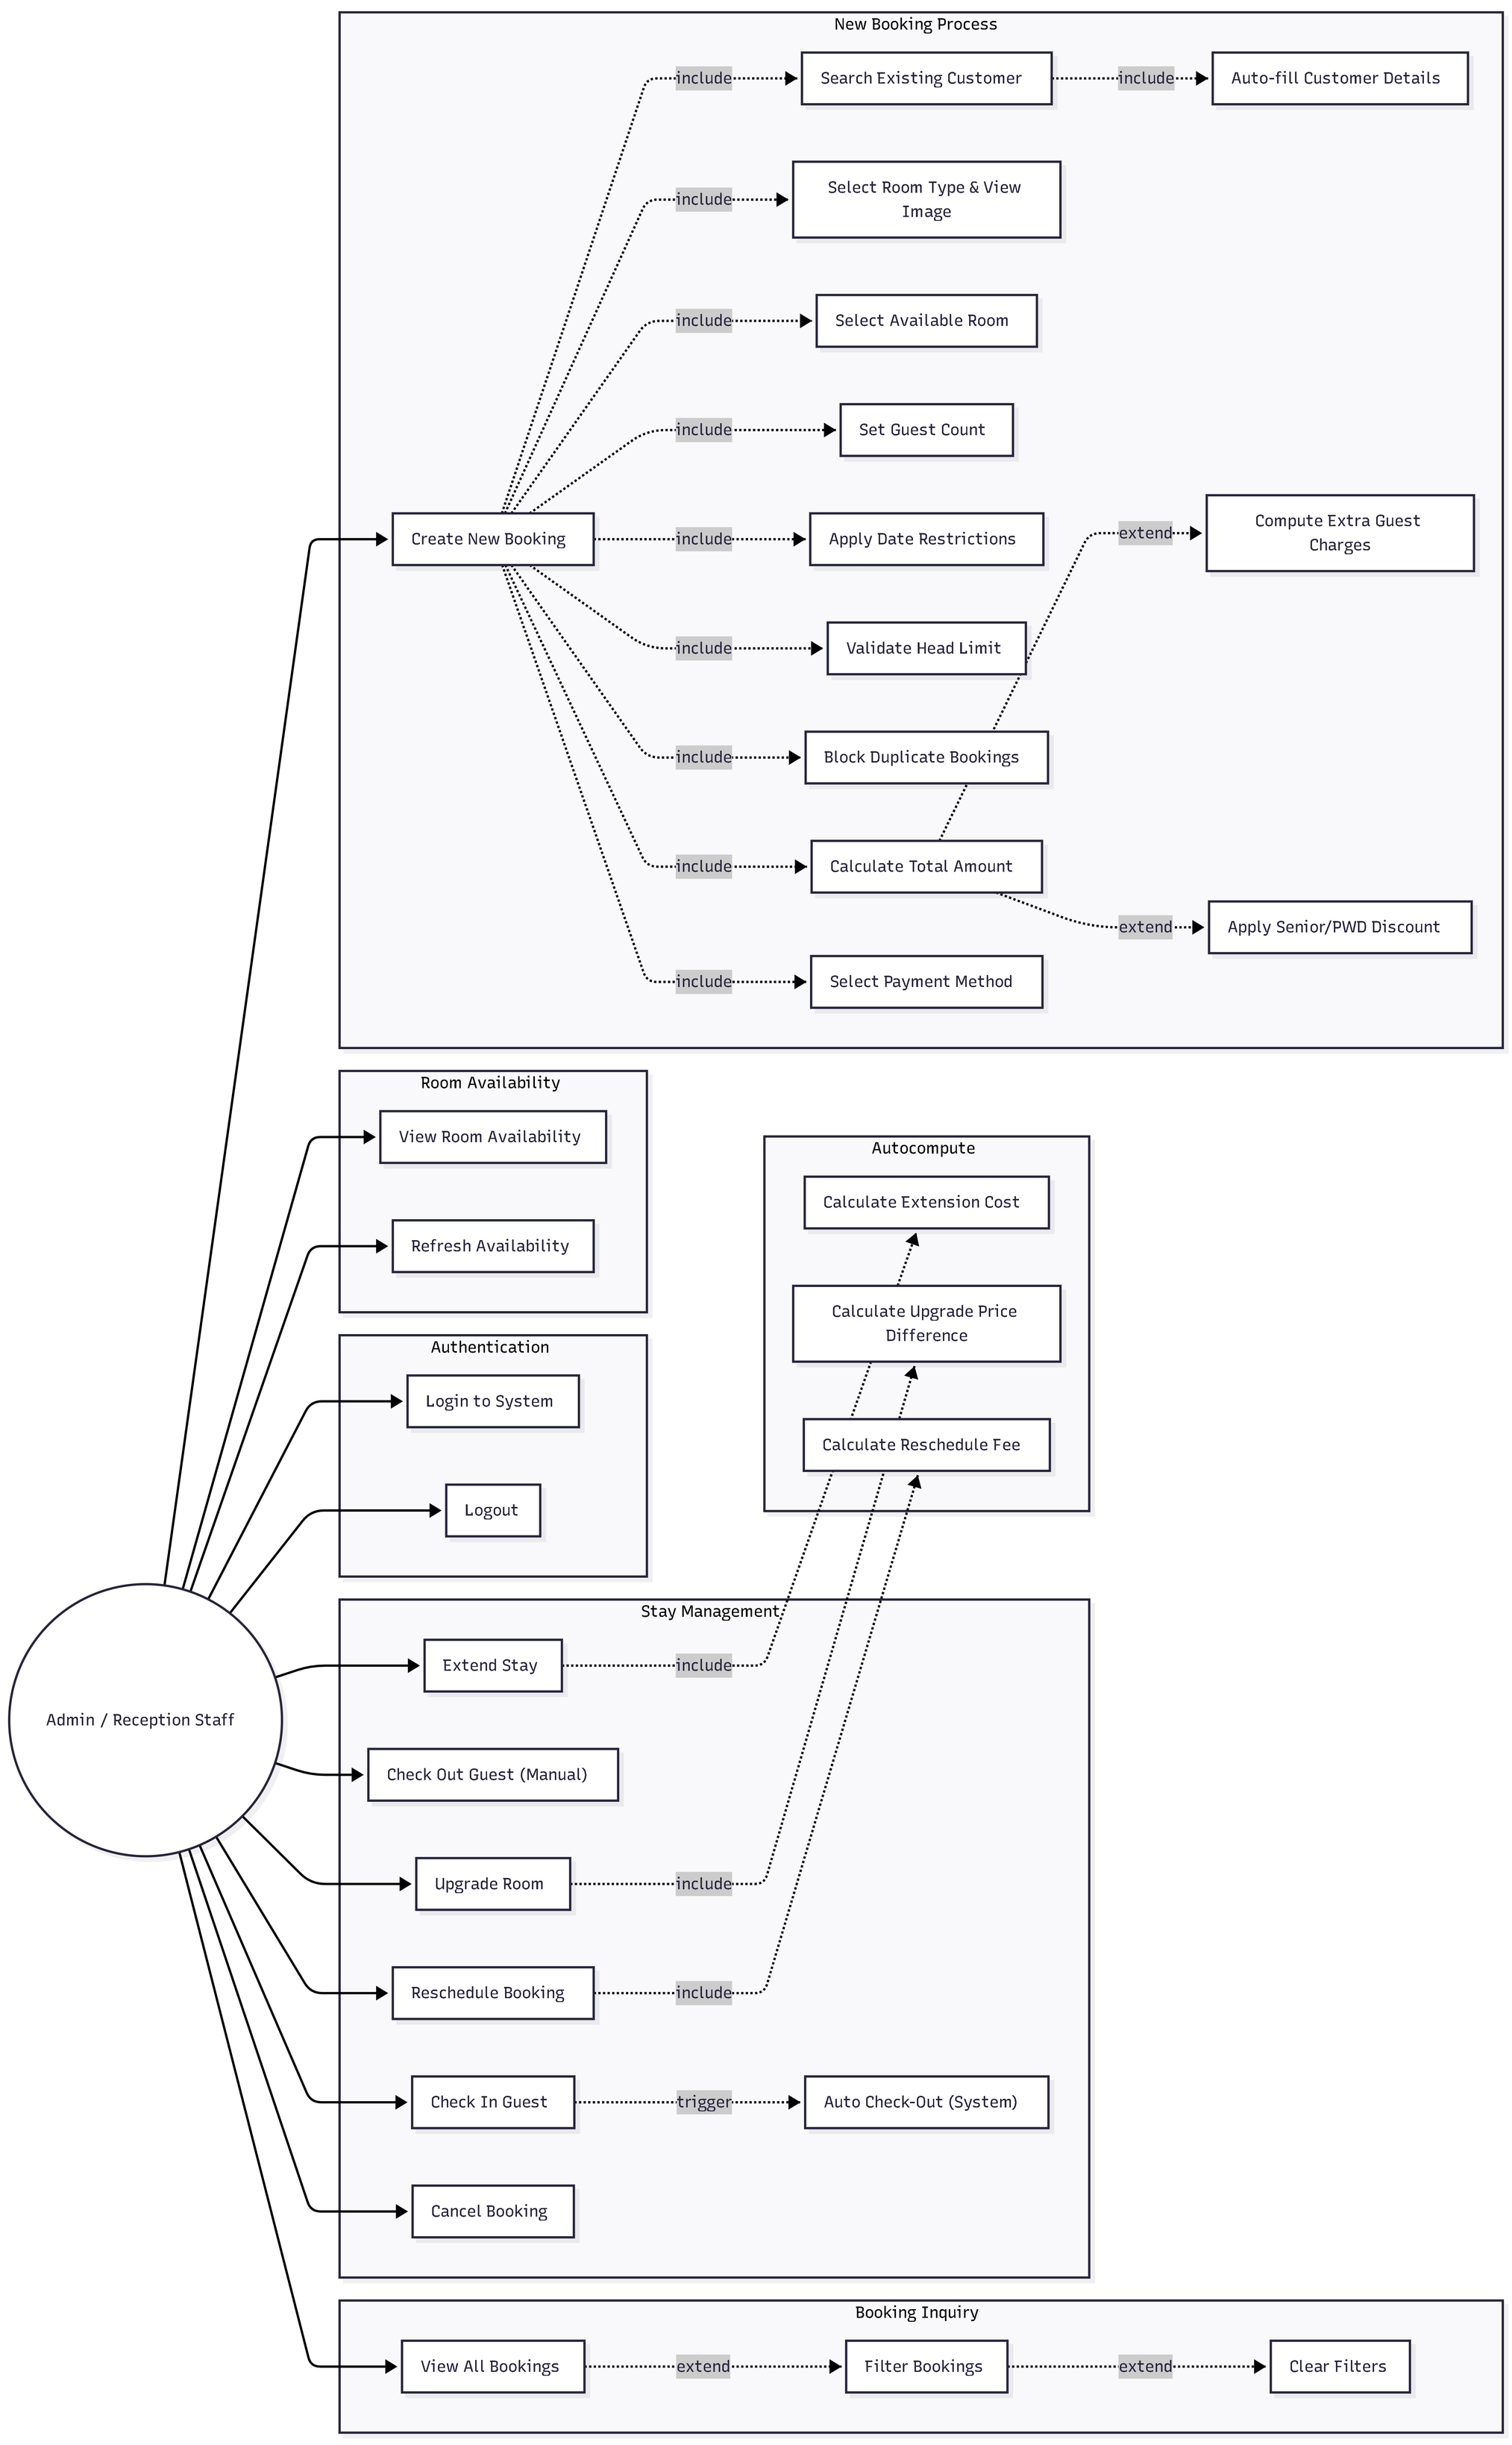 New Booking Process
include
Search Existing Customer
include
Auto-fill Customer Details
include
Select Room Type & View
Image
include
Select Available Room
include
Set Guest Count
Create New Booking
include
Apply Date Restrictions
extend
Compute Extra Guest
Charges
include
Validate Head Limit
include
Block Duplicate Bookings
include
Calculate Total Amount
extend
Apply Senior/PWD Discount
include
Select Payment Method
Room Availability
View Room Availability
Refresh Availability
Autocompute
Calculate Extension Cost
Calculate Upgrade Price
Difference
Calculate Reschedule Fee
Authentication
Login to System
Logout
Admin / Reception Staff
Stay Management
Extend Stay
include
Check Out Guest (Manual)
Upgrade Room
include
Reschedule Booking
include
Check In Guest
trigger
Auto Check-Out (System)
Cancel Booking
Booking Inquiry
View All Bookings
extend
Filter Bookings
extend
Clear Filters